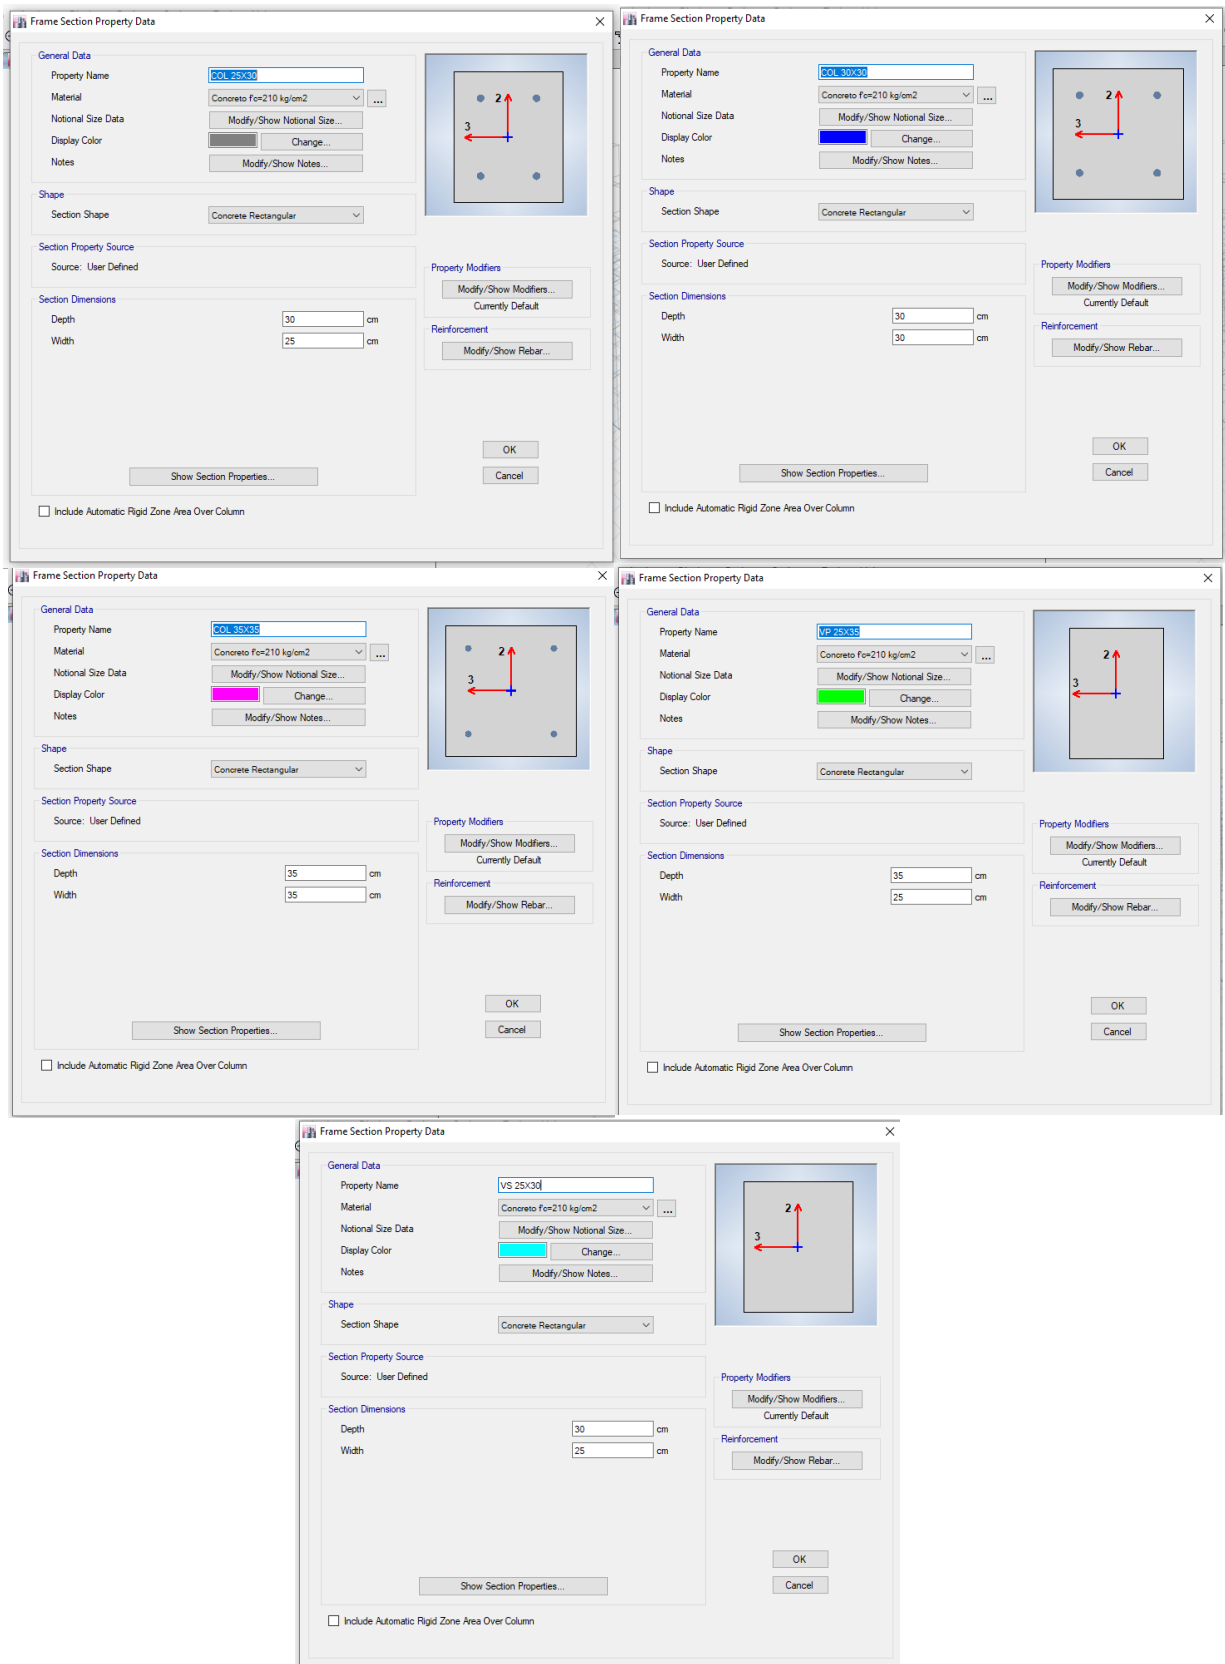 Frame Section Property Data
General Data
Property Name COL 25X30
Material Concreto f'c=210 kg/cm2 ...
Notional Size Data Modify/Show Notional Size...
Display Color Change...
Notes Modify/Show Notes...
2
3
Shape
Section Shape Concrete Rectangular
Section Property Source
Source: User Defined
Property Modifiers
Modify/Show Modifiers...
Currently Default
Section Dimensions
Depth 30 cm
Width 25 cm
Reinforcement
Modify/Show Rebar...
OK
Cancel
Show Section Properties...
Include Automatic Rigid Zone Area Over Column
Frame Section Property Data
General Data
Property Name COL 30X30
Material Concreto f'c=210 kg/cm2 ...
Notional Size Data Modify/Show Notional Size...
Display Color Change...
Notes Modify/Show Notes...
2
3
Shape
Section Shape Concrete Rectangular
Section Property Source
Source: User Defined
Property Modifiers
Modify/Show Modifiers...
Currently Default
Section Dimensions
Depth 30 cm
Width 30 cm
Reinforcement
Modify/Show Rebar...
OK
Cancel
Show Section Properties...
Include Automatic Rigid Zone Area Over Column
Frame Section Property Data
General Data
Property Name COL 35X35
Material Concreto f'c=210 kg/cm2 ...
Notional Size Data Modify/Show Notional Size...
Display Color Change...
Notes Modify/Show Notes...
2
3
Shape
Section Shape Concrete Rectangular
Section Property Source
Source: User Defined
Property Modifiers
Modify/Show Modifiers...
Currently Default
Section Dimensions
Depth 35 cm
Width 35 cm
Reinforcement
Modify/Show Rebar...
OK
Cancel
Show Section Properties...
Include Automatic Rigid Zone Area Over Column
Frame Section Property Data
General Data
Property Name VP 25X35
Material Concreto f'c=210 kg/cm2 ...
Notional Size Data Modify/Show Notional Size...
Display Color Change...
Notes Modify/Show Notes...
2
3
Shape
Section Shape Concrete Rectangular
Section Property Source
Source: User Defined
Property Modifiers
Modify/Show Modifiers...
Currently Default
Section Dimensions
Depth 35 cm
Width 25 cm
Reinforcement
Modify/Show Rebar...
OK
Cancel
Show Section Properties...
Include Automatic Rigid Zone Area Over Column
Frame Section Property Data
General Data
Property Name VS 25X30
Material Concreto f'c=210 kg/cm2 ...
Notional Size Data Modify/Show Notional Size...
Display Color Change...
Notes Modify/Show Notes...
2
3
Shape
Section Shape Concrete Rectangular
Section Property Source
Source: User Defined
Property Modifiers
Modify/Show Modifiers...
Currently Default
Section Dimensions
Depth 30 cm
Width 25 cm
Reinforcement
Modify/Show Rebar...
OK
Cancel
Show Section Properties...
Include Automatic Rigid Zone Area Over Column